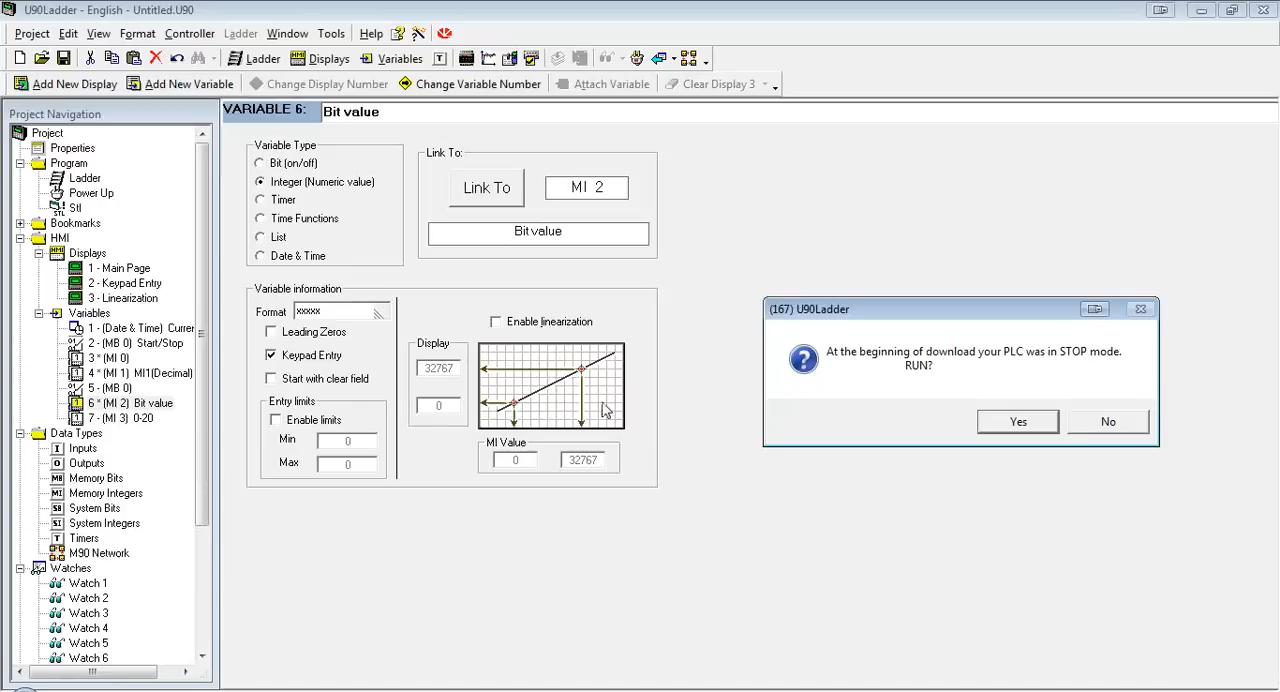 U90Ladder - English - Untitled.U90
Project Edit View Format Controller Ladder Window Tools Help
Ladder Displays Variables T
Add New Display Add New Variable Change Display Number Change Variable Number Attach Variable Clear Display 3
Project Navigation
Project
Properties
Program
Ladder
Power Up
Stl
Bookmarks
HMI
Displays
1 - Main Page
2 - Keypad Entry
3 - Linearization
Variables
1 - (Date & Time) Curre
2 - (MB 0) Start/Stop
3 * (MI 0)
4 * (MI 1) MI1(Decimal)
5 - (MB 0)
6 * (MI 2) Bit value
7 - (MI 3) 0-20
Data Types
I Inputs
O Outputs
MB Memory Bits
MI Memory Integers
SB System Bits
SI System Integers
T Timers
M90 Network
Watches
Watch 1
Watch 2
Watch 3
Watch 4
Watch 5
Watch 6
VARIABLE 6: Bit value
Variable Type
Bit (on/off)
Integer (Numeric value)
Timer
Time Functions
List
Date & Time
Link To:
Link To
MI 2
Bit value
Variable information
Format xxxxx
Leading Zeros
Keypad Entry
Start with clear field
Entry limits
Enable limits
Min 0
Max 0
Enable linearization
Display
32767
0
MI Value
0 32767
(167) U90Ladder
At the beginning of download your PLC was in STOP mode.
RUN?
Yes No